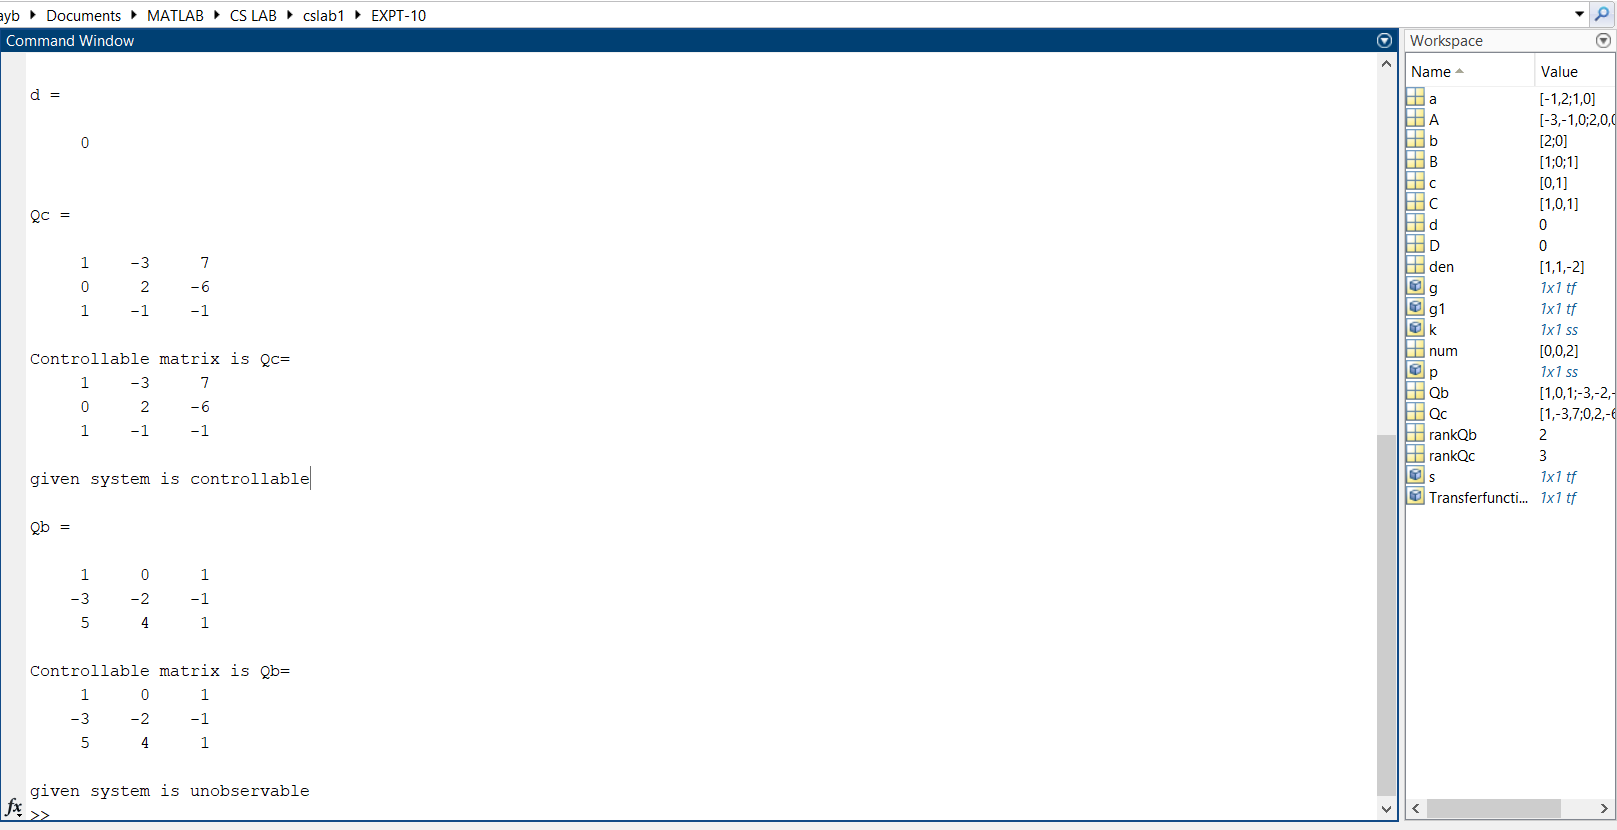 ayb Documents MATLAB CS LAB cslab1 EXPT-10
Command Window
d =
0
Qc =
1 -3 7
0 2 -6
1 -1 -1
Controllable matrix is Qc=
1 -3 7
0 2 -6
1 -1 -1
given system is controllable
Qb =
1 0 1
-3 -2 -1
5 4 1
Controllable matrix is Qb=
1 0 1
-3 -2 -1
5 4 1
given system is unobservable
fx >>
Workspace
Name Value
a [-1,2;1,0]
A [-3,-1,0;2,0,0
b [2;0]
B [1;0;1]
c [0,1]
C [1,0,1]
d 0
D 0
den [1,1,-2]
g 1x1 tf
g1 1x1 tf
k 1x1 ss
num [0,0,2]
p 1x1 ss
Qb [1,0,1;-3,-2,-
Qc [1,-3,7;0,2,-6
rankQb 2
rankQc 3
s 1x1 tf
Transferfuncti... 1x1 tf